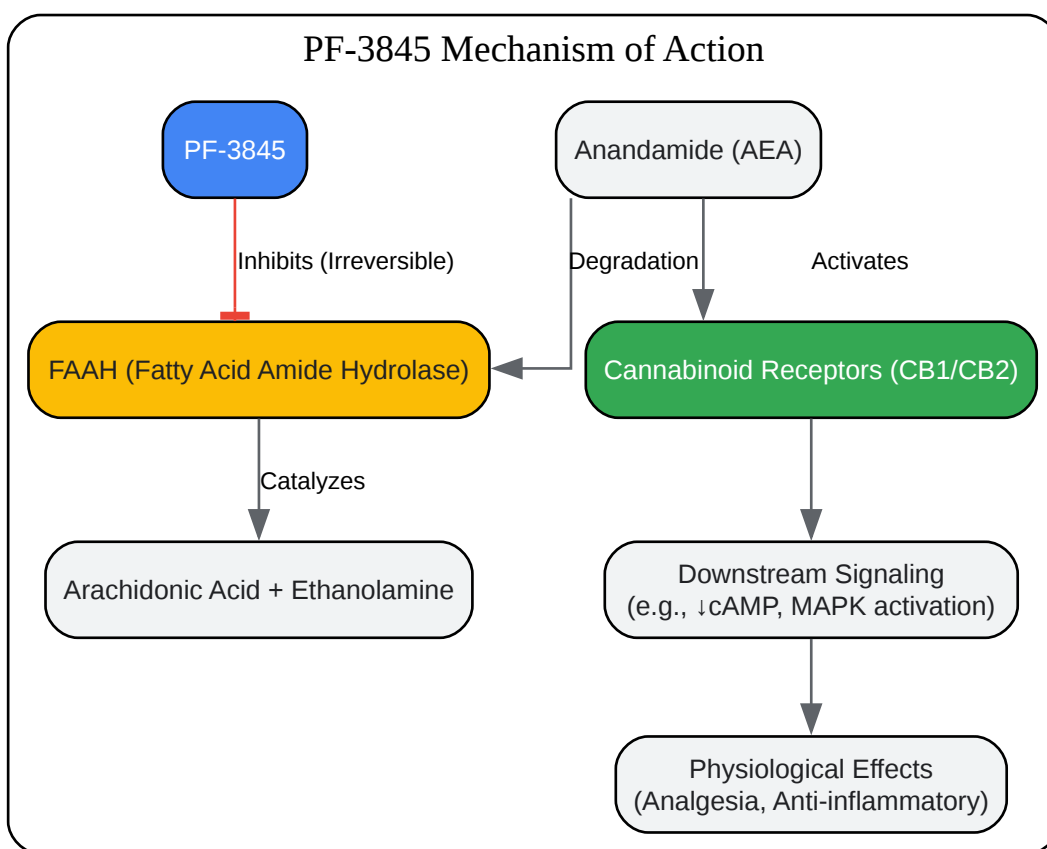 PF-3845 Mechanism of Action
PF-3845
Anandamide (AEA)
Inhibits (Irreversible)
Degradation
Activates
FAAH (Fatty Acid Amide Hydrolase)
Cannabinoid Receptors (CB1/CB2)
Catalyzes
Arachidonic Acid + Ethanolamine
Downstream Signaling
(e.g., ↓cAMP, MAPK activation)
Physiological Effects
(Analgesia, Anti-inflammatory)